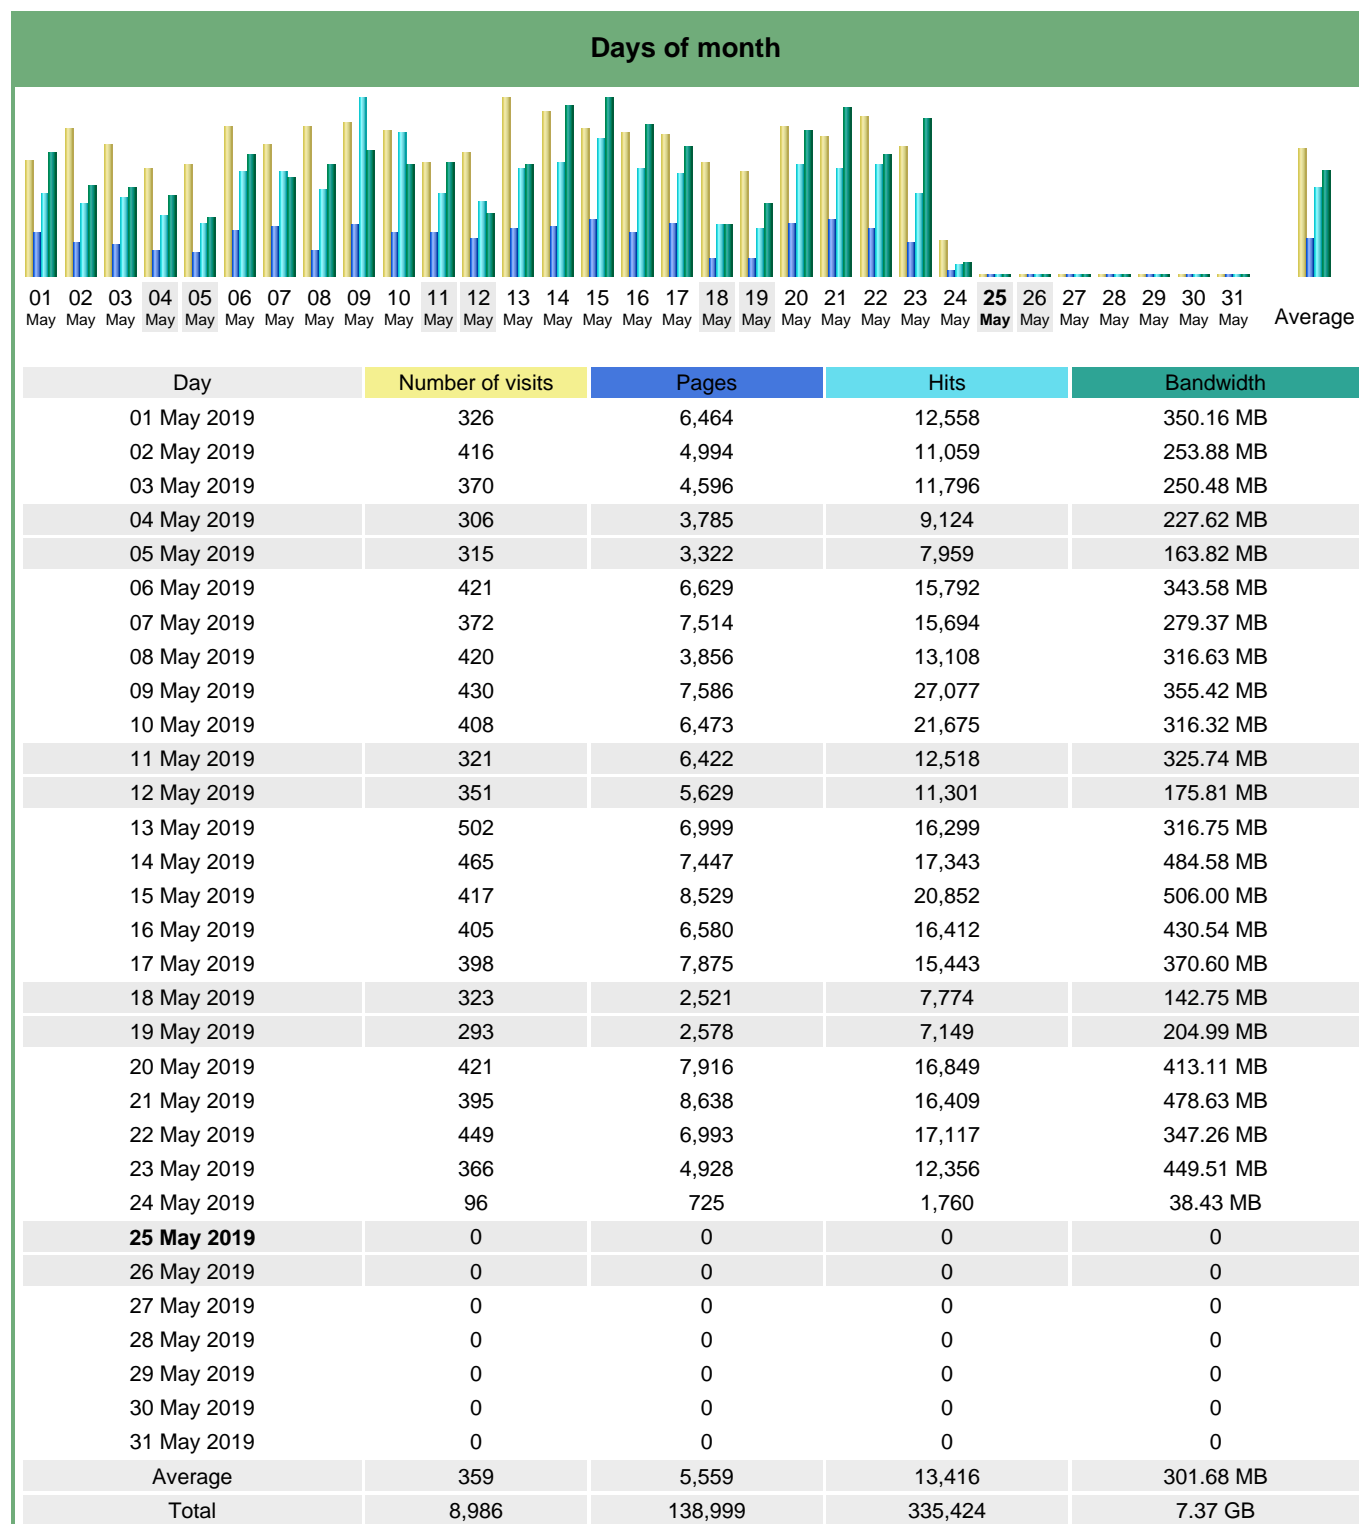 Days of month
01 02 03 04 05 06 07 08 09 10 11 12 13 14 15 16 17 18 19 20 21 22 23 24 25 26 27 28 29 30 31
May May May May May May May May May May May May May May May May May May May May May May May May May May May May May May May Average
Day Number of visits Pages Hits Bandwidth
01 May 2019 326 6,464 12,558 350.16 MB
02 May 2019 416 4,994 11,059 253.88 MB
03 May 2019 370 4,596 11,796 250.48 MB
04 May 2019 306 3,785 9,124 227.62 MB
05 May 2019 315 3,322 7,959 163.82 MB
06 May 2019 421 6,629 15,792 343.58 MB
07 May 2019 372 7,514 15,694 279.37 MB
08 May 2019 420 3,856 13,108 316.63 MB
09 May 2019 430 7,586 27,077 355.42 MB
10 May 2019 408 6,473 21,675 316.32 MB
11 May 2019 321 6,422 12,518 325.74 MB
12 May 2019 351 5,629 11,301 175.81 MB
13 May 2019 502 6,999 16,299 316.75 MB
14 May 2019 465 7,447 17,343 484.58 MB
15 May 2019 417 8,529 20,852 506.00 MB
16 May 2019 405 6,580 16,412 430.54 MB
17 May 2019 398 7,875 15,443 370.60 MB
18 May 2019 323 2,521 7,774 142.75 MB
19 May 2019 293 2,578 7,149 204.99 MB
20 May 2019 421 7,916 16,849 413.11 MB
21 May 2019 395 8,638 16,409 478.63 MB
22 May 2019 449 6,993 17,117 347.26 MB
23 May 2019 366 4,928 12,356 449.51 MB
24 May 2019 96 725 1,760 38.43 MB
25 May 2019 0 0 0 0
26 May 2019 0 0 0 0
27 May 2019 0 0 0 0
28 May 2019 0 0 0 0
29 May 2019 0 0 0 0
30 May 2019 0 0 0 0
31 May 2019 0 0 0 0
Average 359 5,559 13,416 301.68 MB
Total 8,986 138,999 335,424 7.37 GB